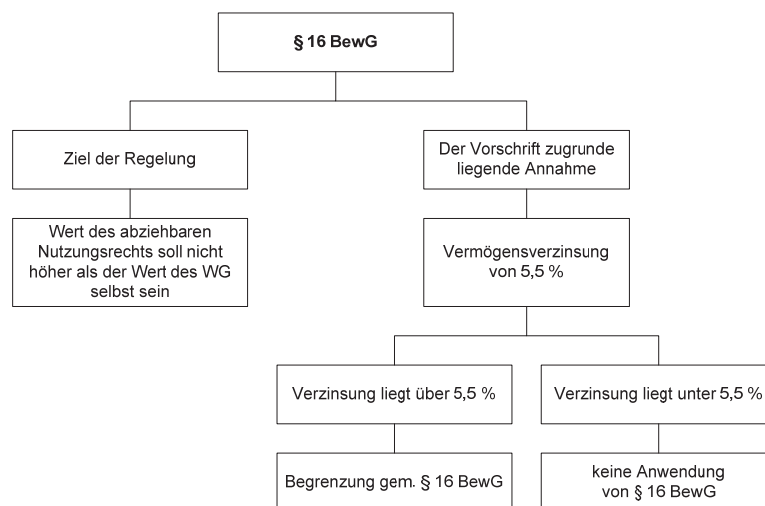 § 16 BewG
Ziel der Regelung
Der Vorschrift zugrunde
liegende Annahme
Wert des abziehbaren
Nutzungsrechts soll nicht
höher als der Wert des WG
selbst sein
Vermögensverzinsung
von 5,5 %
Verzinsung liegt über 5,5 %
Verzinsung liegt unter 5,5 %
Begrenzung gem. § 16 BewG
keine Anwendung
von § 16 BewG